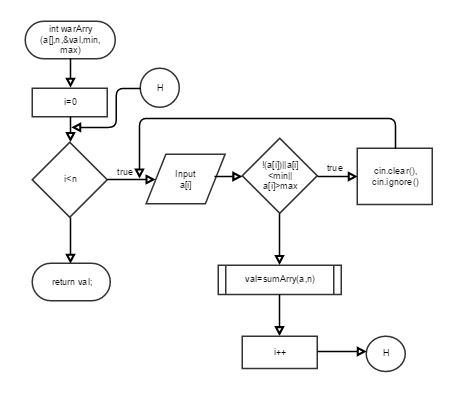 int warArry
(a[],n,&val,min,
max)
i=0
H
i<n
true
Input
a[i]
!(a[i])||a[i]
<min||
a[i]>max
true
cin.clear(),
cin.ignore()
return val;
val=sumArry(a,n)
i++
H